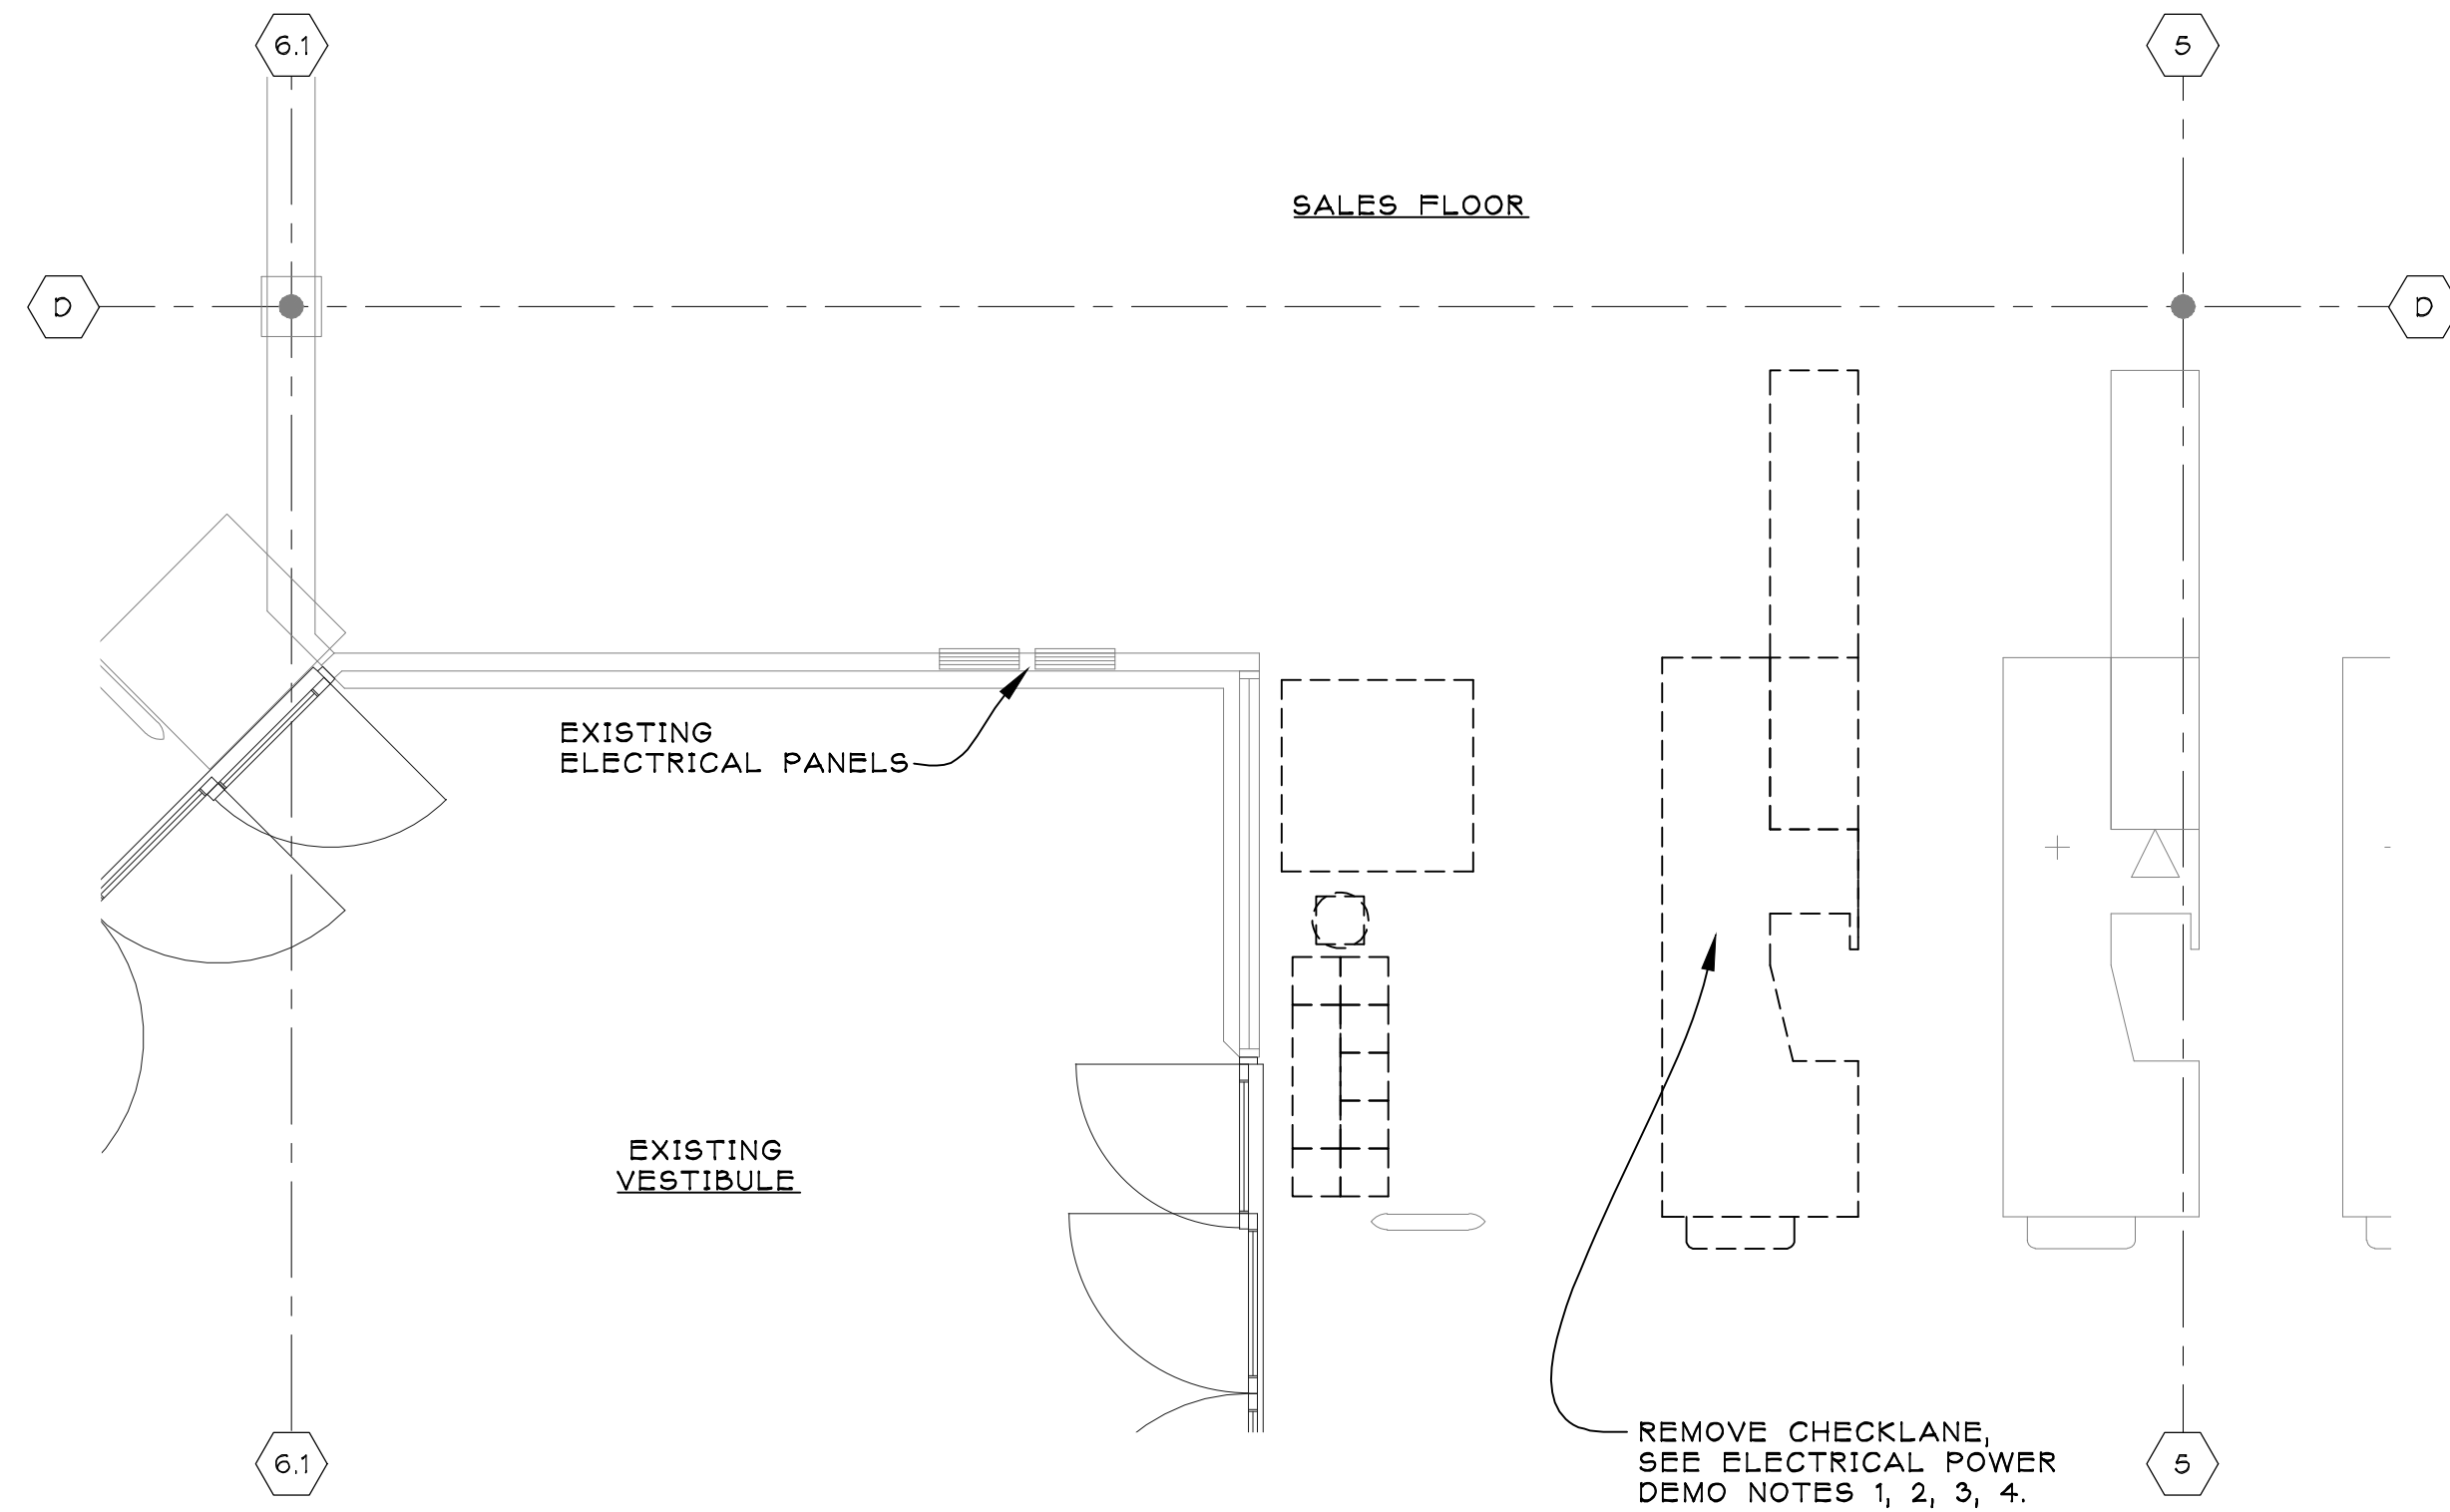 6.1
5
SALES FLOOR
D
D
EXISTING
ELECTRICAL PANELS
EXISTING
VESTIBULE
REMOVE CHECKLANE,
SEE ELECTRICAL POWER
DEMO NOTES 1, 2, 3, 4.
6.1
5